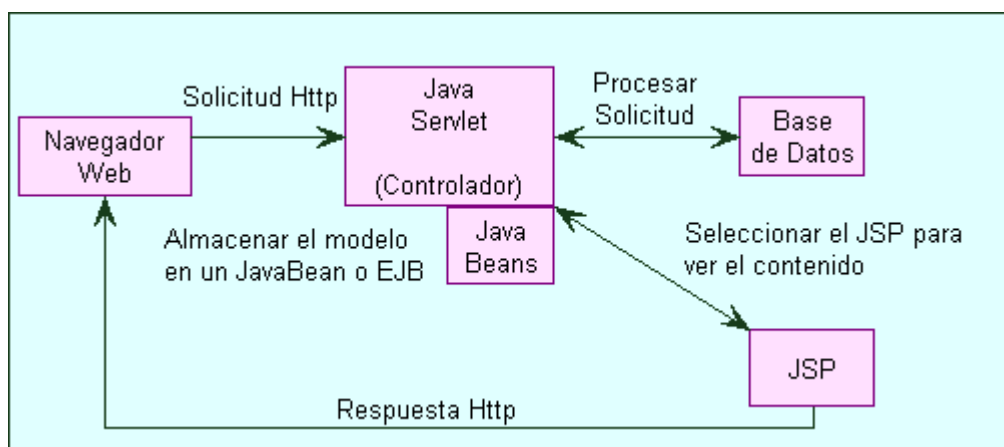 Navegador
Web
Solicitud Http
Java
Servlet
(Controlador)
Procesar
Solicitud
Base
de Datos
Almacenar el modelo
en un JavaBean o EJB
Java
Beans
Seleccionar el JSP para
ver el contenido
JSP
Respuesta Http